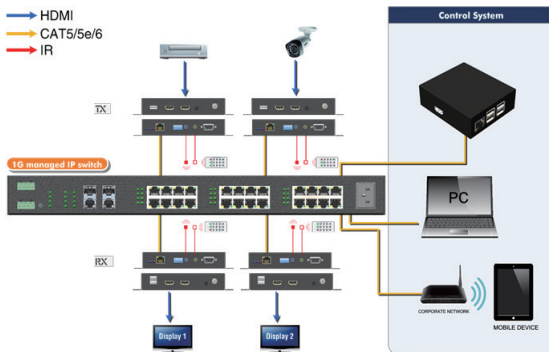 HDMI
CAT5/5e/6
IR
Control System
TX
1G managed IP switch
PC
RX
CORPORATE NETWORK
MOBILE DEVICE
Display 1
Display 2